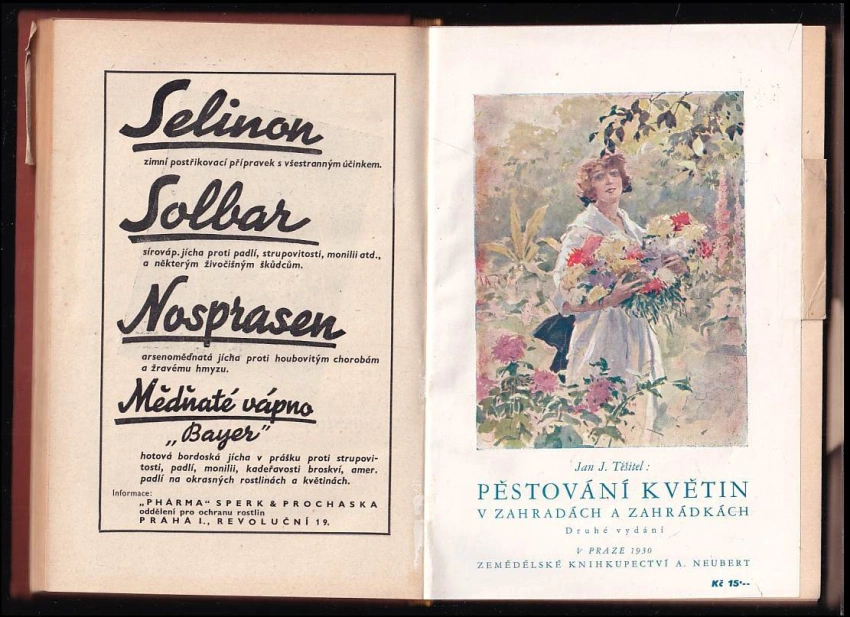 Selinon
zimní postřikovací přípravek s všestranným účinkem.
Solbar
sírováp. jícha proti padlí, strupovitosti, monilii atd.,
a některým živočišným škůdcům.
Nosprasen
arsenoměďnatá jícha proti houbovitým chorobám
a žravému hmyzu.
Měďnaté vápno
„Bayer"
hotová bordoská jícha v prášku proti strupovi-
tosti, padlí, monilii, kadeřavosti broskví, amer.
padlí na okrasných rostlinách a květinách.
Informace:
„PHARMA" SPERK & PROCHASKA
oddělení pro ochranu rostlin
PRAHA I., REVOLUČNÍ 19.
Jan J. Těšitel:
PĚSTOVÁNÍ KVĚTIN
V ZAHRADÁCH A ZAHRÁDKÁCH
Druhé vydání
V PRAZE 1930
ZEMĚDĚLSKÉ KNIHKUPECTVÍ A. NEUBERT
Kč 15·--